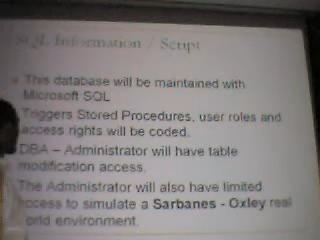 SQL Information / Script
This database will be maintained with
Microsoft SQL
Triggers Stored Procedures, user roles and
access rights will be coded.
DBA – Administrator will have table
modification access.
The Administrator will also have limited
access to simulate a Sarbanes - Oxley real
world environment.